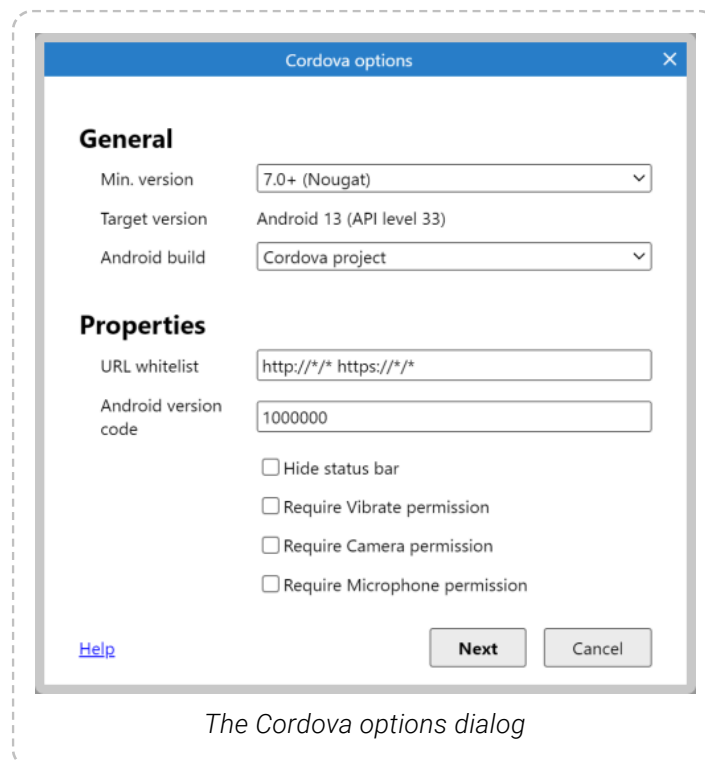 Cordova options
General
Min. version
7.0+ (Nougat)
Target version
Android 13 (API level 33)
Android build
Cordova project
Properties
URL whitelist
http://*/* https://*/*
Android version
code
1000000
Hide status bar
Require Vibrate permission
Require Camera permission
Require Microphone permission
Help
Next
Cancel
The Cordova options dialog